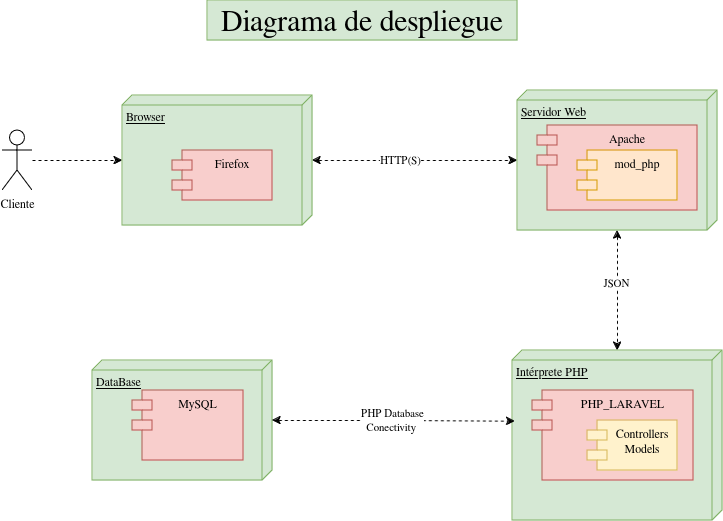 Diagrama de despliegue
Browser
Firefox
Cliente
HTTP(S)
Servidor Web
Apache
mod_php
JSON
DataBase
MySQL
PHP Database
Conectivity
Intérprete PHP
PHP_LARAVEL
Controllers
Models